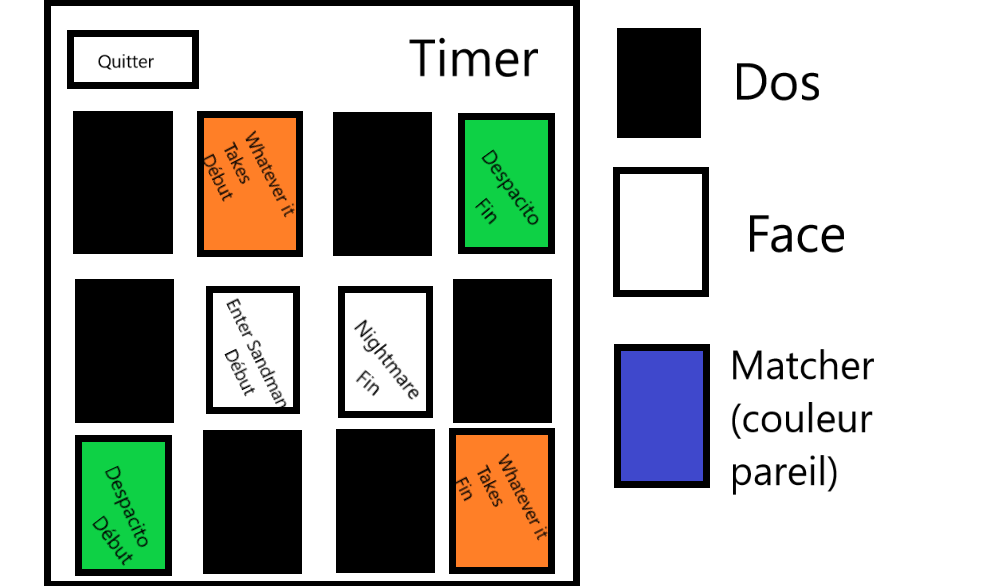 Quitter
Timer
Whatever it
Takes
Début
Despacito
Fin
Enter Sandman
Début
Nightmare
Fin
Despacito
Début
Whatever it
Takes
Fin
Dos
Face
Matcher
(couleur
pareil)